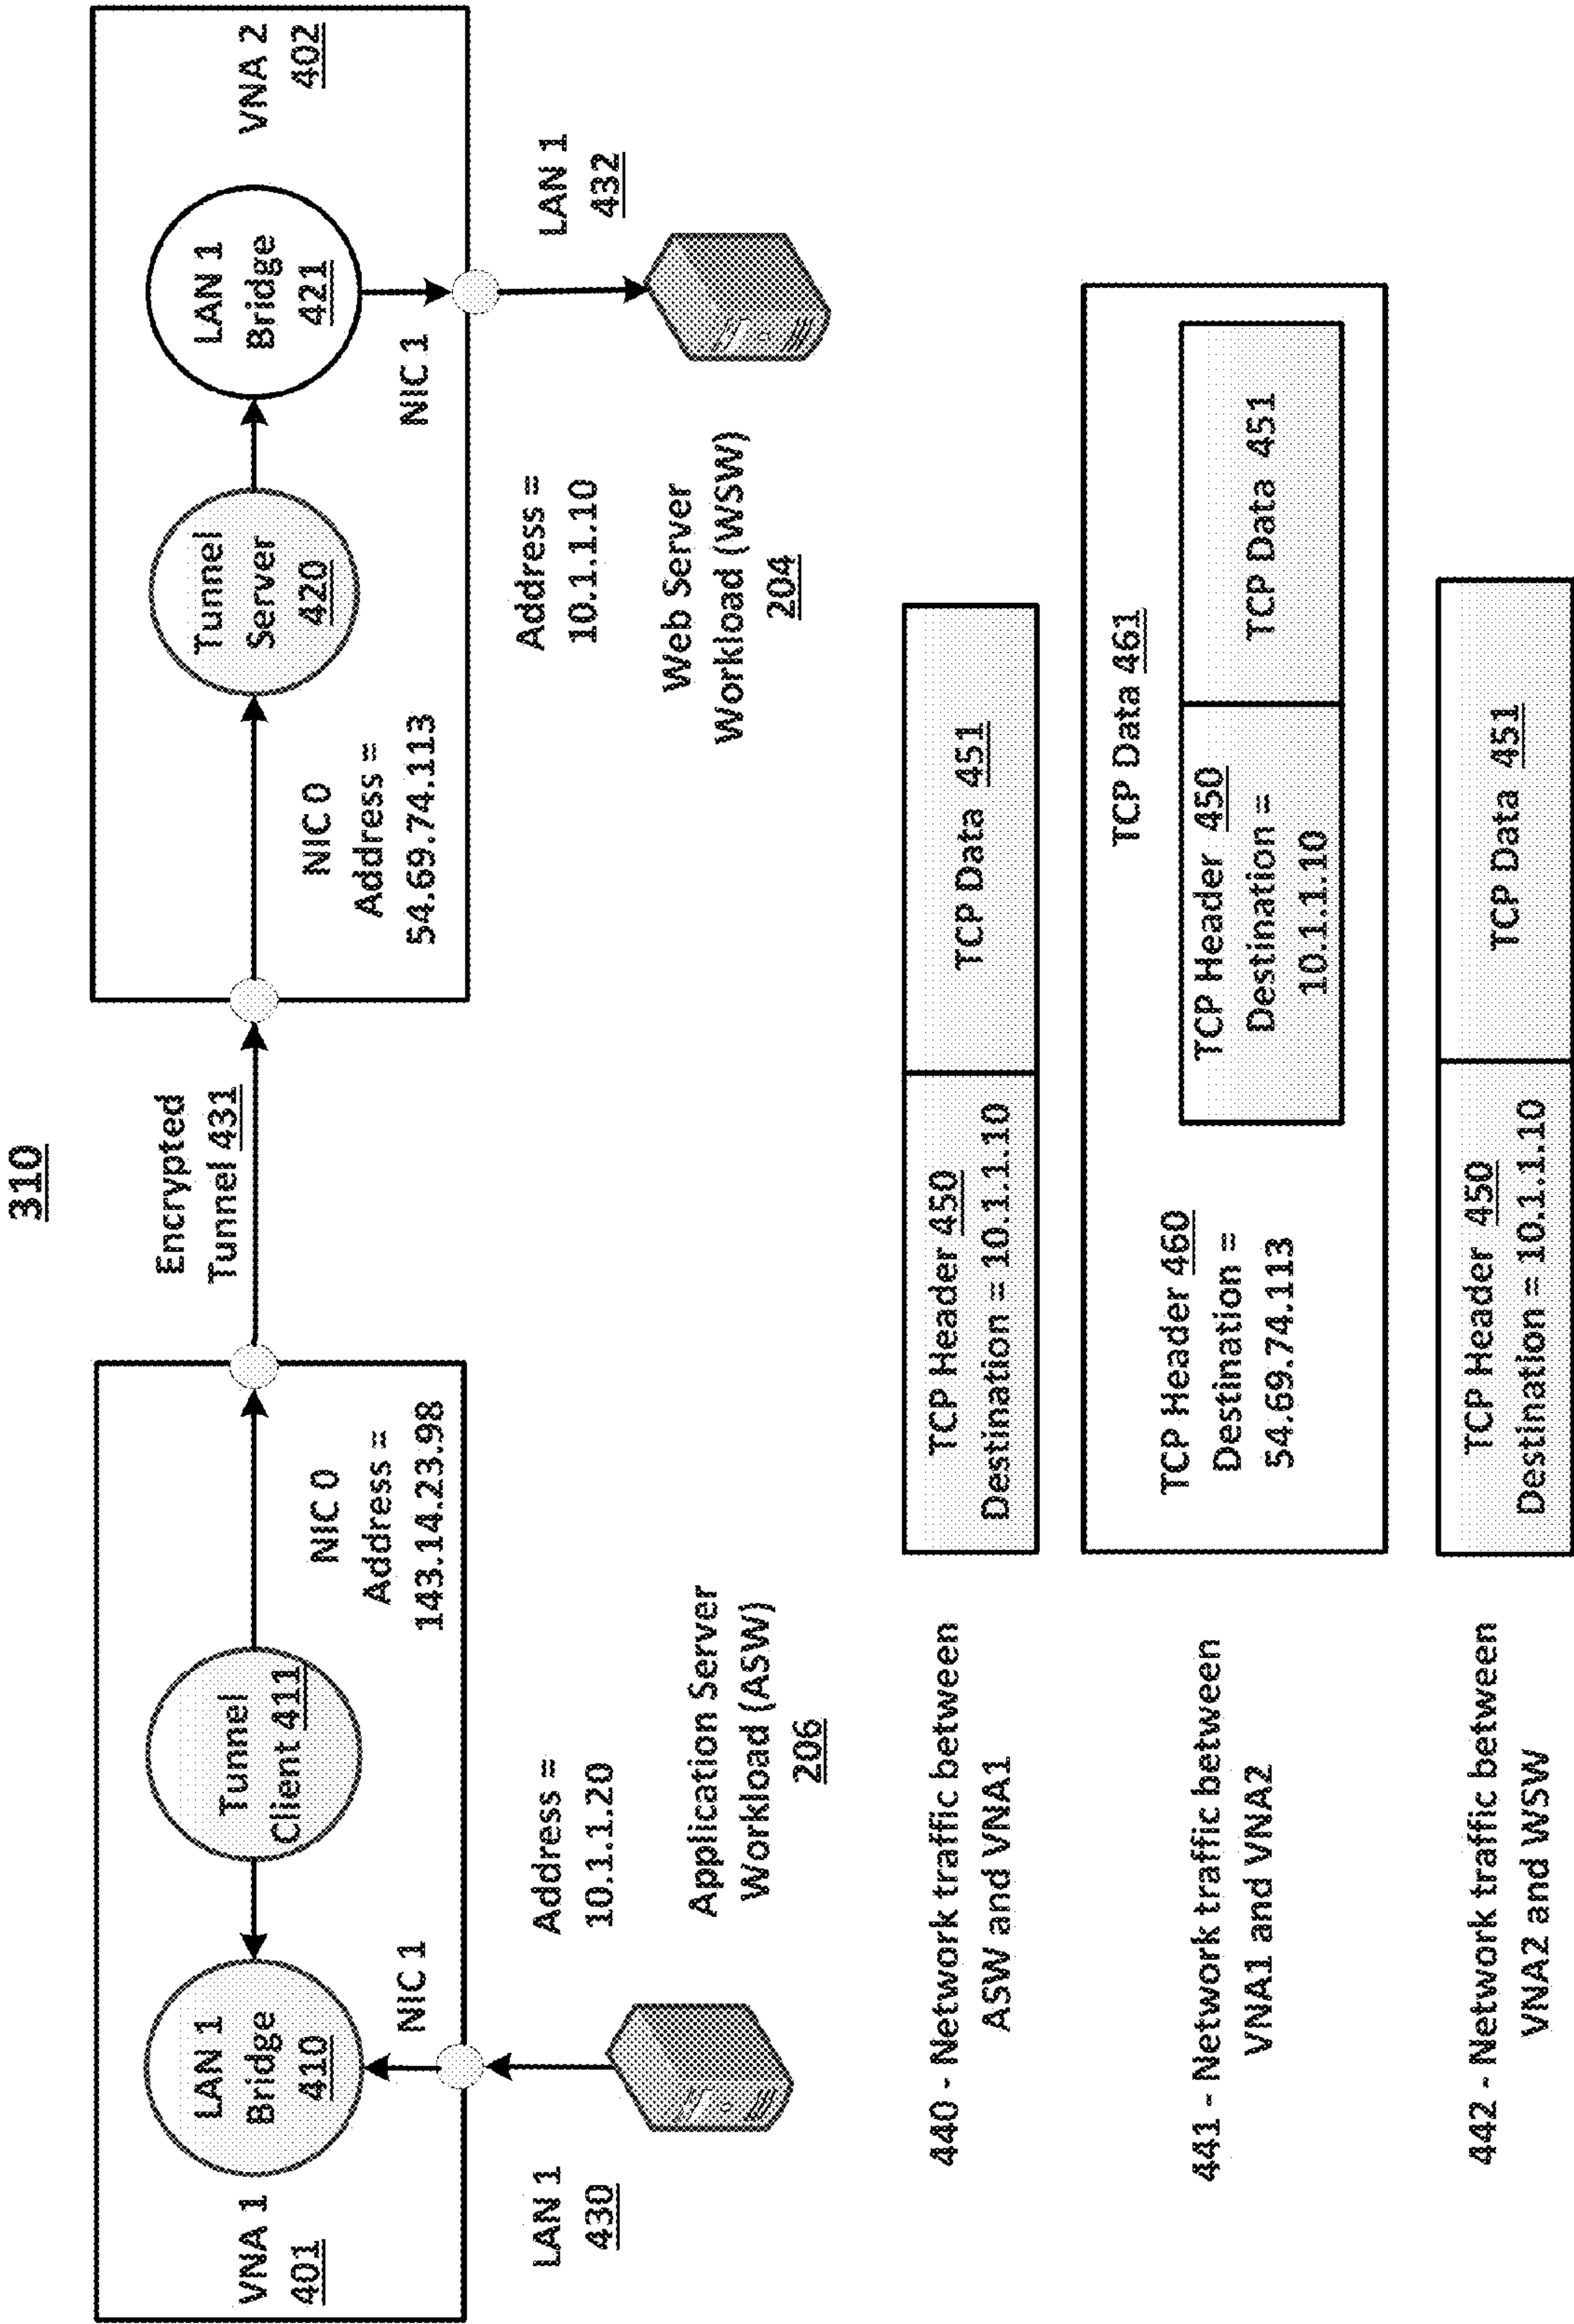 310
VNA 1
401
LAN 1
Bridge
410
Tunnel
Client 411
NIC 1
NIC 0
Address =
143.14.23.98
Encrypted
Tunnel 431
Tunnel
Server
420
LAN 1
Bridge
421
VNA 2
402
NIC 0
Address =
54.69.74.113
NIC 1
LAN 1
430
Address =
10.1.1.20
Application Server
Workload (ASW)
206
Address =
10.1.1.10
LAN 1
432
Web Server
Workload (WSW)
204
440 - Network traffic between
ASW and VNA1
TCP Header 450
Destination = 10.1.1.10
TCP Data 451
441 - Network traffic between
VNA1 and VNA2
TCP Header 460
Destination =
54.69.74.113
TCP Data 461
TCP Header 450
Destination =
10.1.1.10
TCP Data 451
442 - Network traffic between
VNA2 and WSW
TCP Header 450
Destination = 10.1.1.10
TCP Data 451